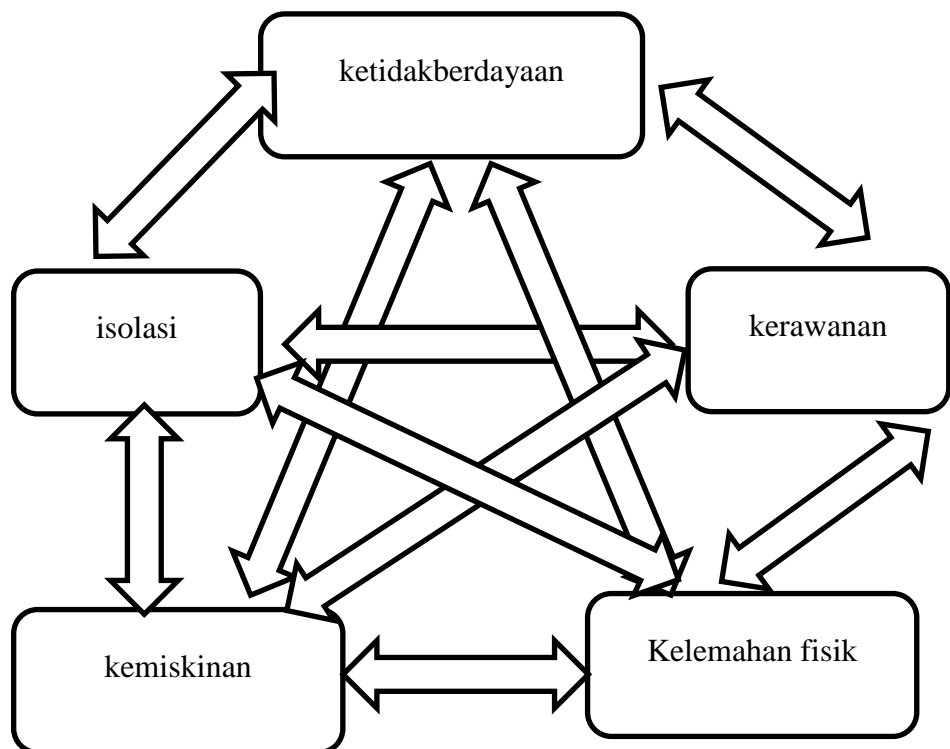 ketidakberdayaan
isolasi
kerawanan
kemiskinan
Kelemahan fisik